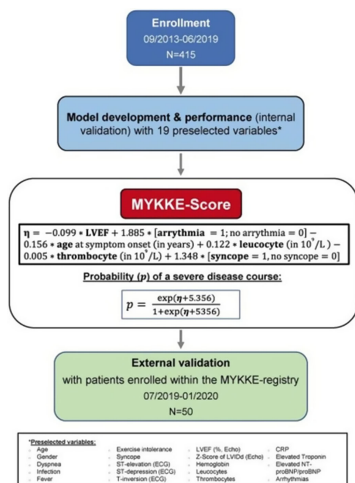 Enrollment
09/2013-06/2019
N=415
Model development & performance (internal
validation) with 19 preselected variables*
MYKKE-Score
η = −0.099 * LVEF + 1.885 * [arrythmia = 1; no arrythmia = 0] −
0.156 * age at symptom onset (in years) + 0.122 * leucocyte (in 10⁹/L ) −
0.005 * thrombocyte (in 10⁹/L) + 1.348 * [syncope = 1, no syncope = 0]
Probability (p) of a severe disease course:
p = exp(η+5.356)
1+exp(η+5356)
External validation
with patients enrolled within the MYKKE-registry
07/2019-01/2020
N=50
*Preselected variables:
Age Exercise intolerance LVEF (%, Echo) CRP
Gender Syncope Z-Score of LVIDd (Echo) Elevated Troponin
Dyspnea ST-elevation (ECG) Hemoglobin Elevated NT-
Infection ST-depression (ECG) Leucocytes proBNP/proBNP
Fever T-inversion (ECG) Thrombocytes Arrhythmias